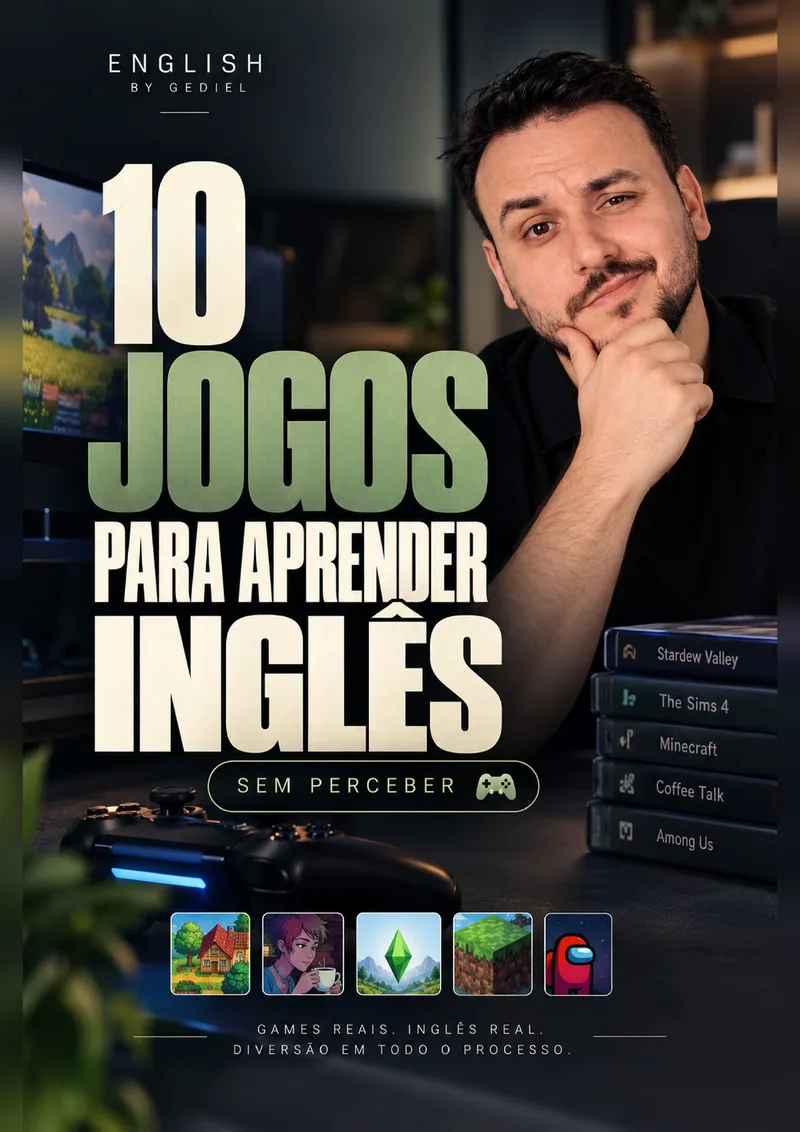 ENGLISH
BY GEDIEL
10
JOGOS
PARA APRENDER
INGLÊS
SEM PERCEBER
Stardew Valley
The Sims 4
Minecraft
Coffee Talk
Among Us
GAMES REAIS. INGLÊS REAL.
DIVERSÃO EM TODO O PROCESSO.